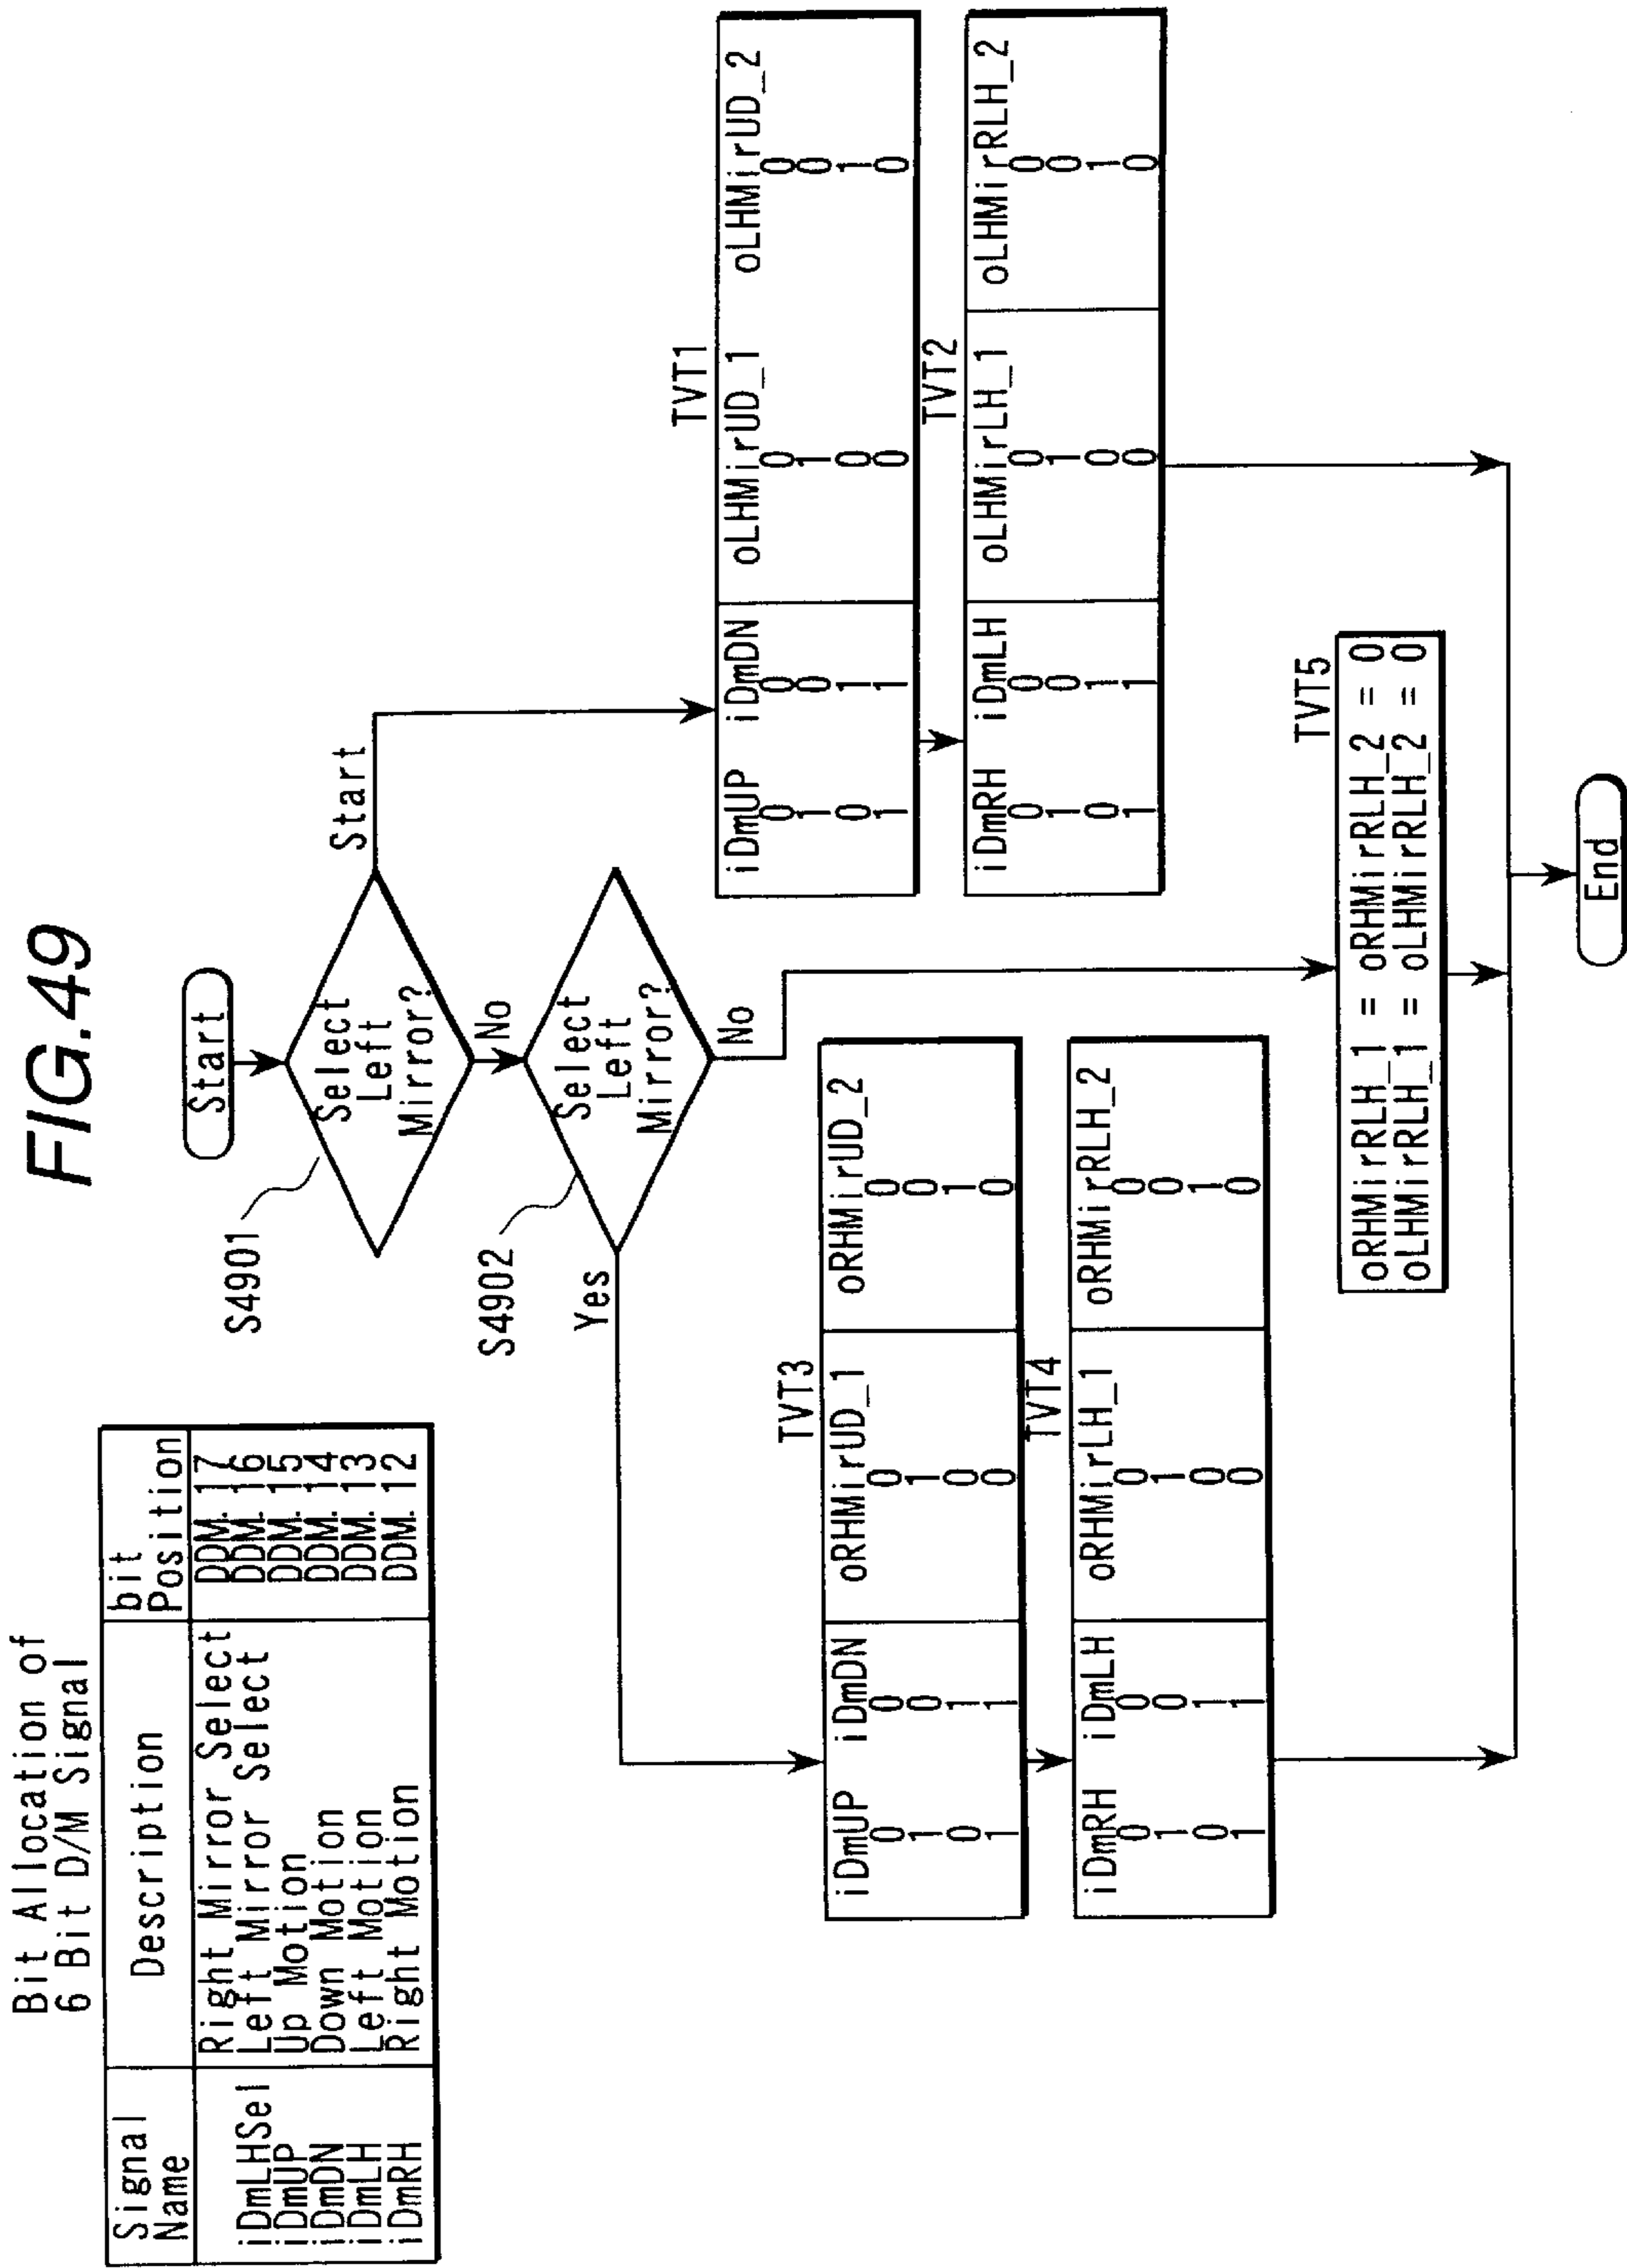 FIG.49
Bit Allocation of
6 Bit D/M Signal
Signal Name Description bit Position
Right Mirror Select DDM. 17
iDmLHSel Left Mirror Select DDM. 16
iDmUP Up Motion DDM. 15
iDmDN Down Motion DDM. 14
iDmLH Left Motion DDM. 13
iDmRH Right Motion DDM. 12
Start
S4901
Select
Left
Mirror?
Start
No
S4902
Select
Left
Mirror?
Yes
No
TVT1
iDmUP iDmDN oLHMirUD_1 oLHMirUD_2
0 0 0 0
1 0 1 0
0 1 0 1
1 1 0 0
TVT2
iDmRH iDmLH oLHMirLH_1 oLHMirRLH_2
0 0 0 0
1 0 1 0
0 1 0 1
1 1 0 0
TVT3
iDmUP iDmDN oRHMirUD_1 oRHMirUD_2
0 0 0 0
1 0 1 0
0 1 0 1
1 1 0 0
TVT4
iDmRH iDmLH oRHMirLH_1 oRHMirRLH_2
0 0 0 0
1 0 1 0
0 1 0 1
1 1 0 0
TVT5
oRHMirRLH_1 = oRHMirRLH_2 = 0
oLHMirRLH_1 = oLHMirRLH_2 = 0
End